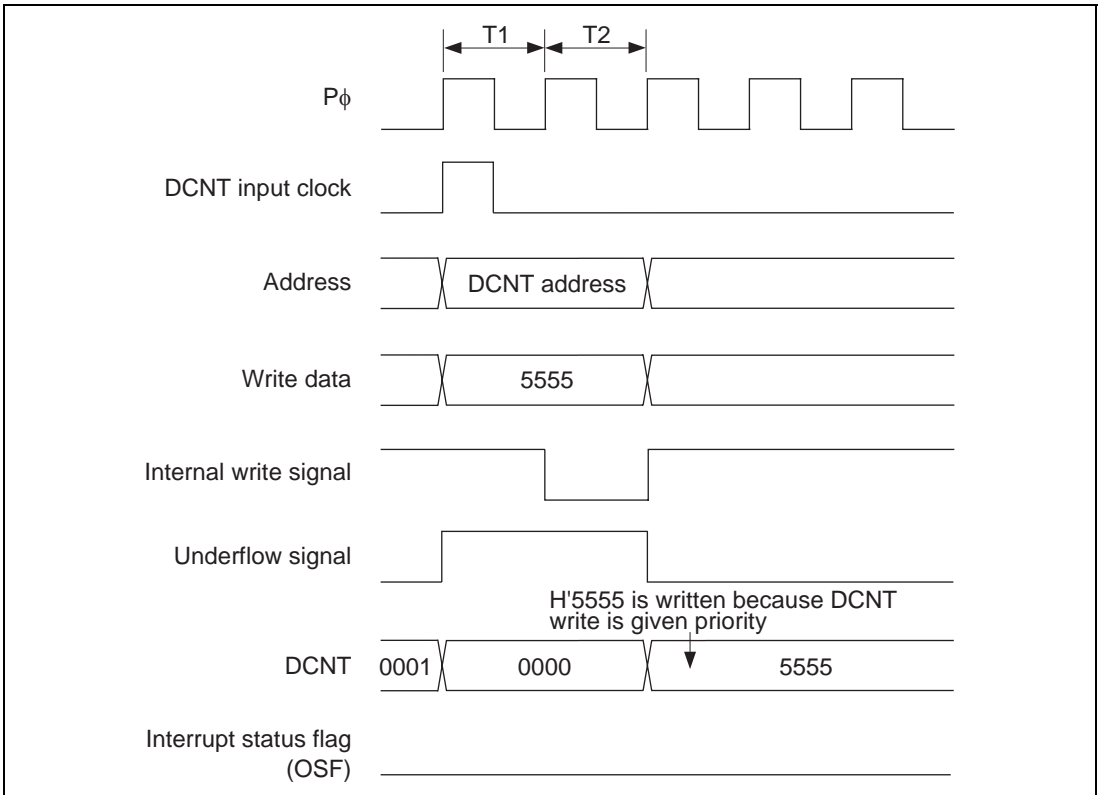 T1 T2
Pϕ
DCNT input clock
Address DCNT address
Write data 5555
Internal write signal
Underflow signal
H'5555 is written because DCNT
write is given priority
DCNT 0001 0000 5555
Interrupt status flag
(OSF)